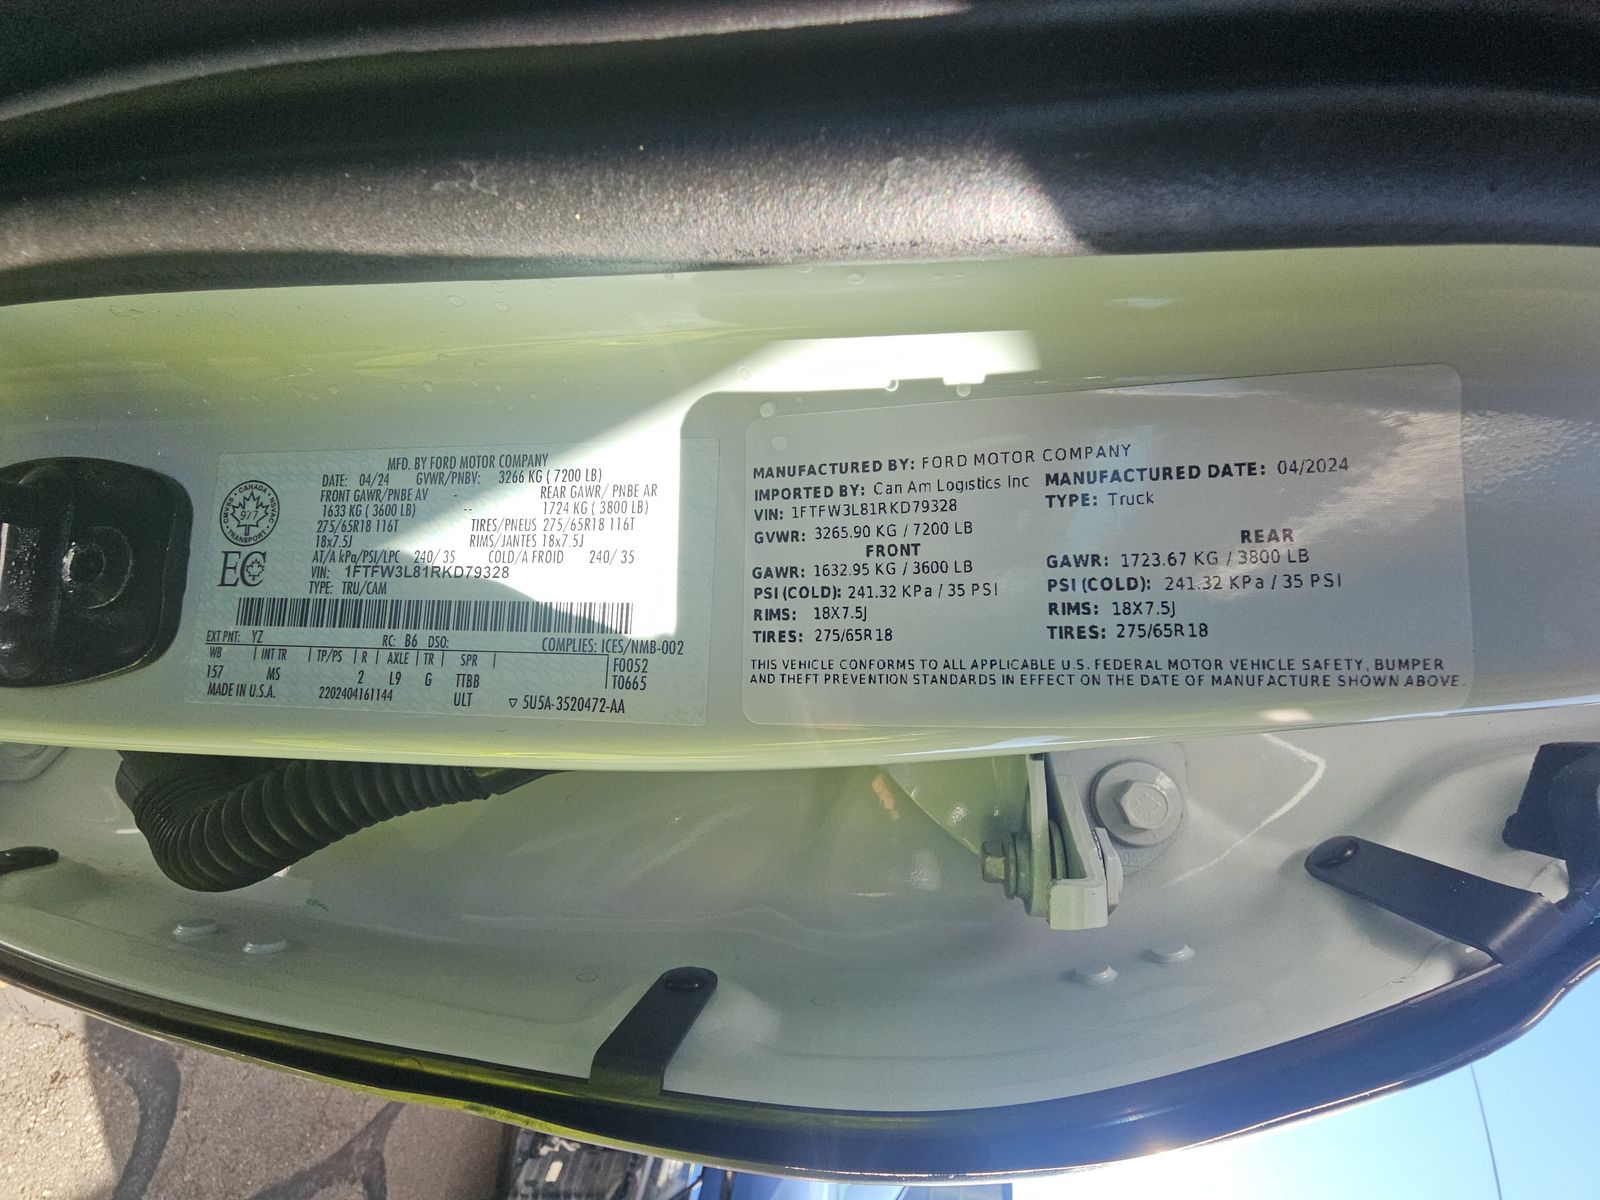 MFD. BY FORD MOTOR COMPANY
DATE: 04/24 GVWR/PNBV: 3266 KG ( 7200 LB)
FRONT GAWR/PNBE AV - REAR GAWR/ PNBE AR
1633 KG ( 3600 LB) -- 1724 KG ( 3800 LB)
275/65R18 116T TIRES/PNEUS 275/65R18 116T
18x7.5J RIMS/JANTES 18x7.5J
AT/A kPa/PSI/LPC 240/ 35 COLD/A FROID 240/ 35
VIN: 1FTFW3L81RKD79328
TYPE: TRU/CAM
CANADA
NSVAC
TRANSPORT
CMVSS
977
EC
EXT PNT: YZ RC: B6 DSO: COMPLIES: ICES/NMB-002
WB INT TR TP/PS R AXLE TR SPR F0052
157 MS 2 L9 G TTBB T0665
MADE IN U.S.A. 2202404161144 ULT 5U5A-3520472-AA
MANUFACTURED BY: FORD MOTOR COMPANY
IMPORTED BY: Can Am Logistics Inc
VIN: 1FTFW3L81RKD79328
GVWR: 3265.90 KG / 7200 LB
FRONT
GAWR: 1632.95 KG / 3600 LB
PSI (COLD): 241.32 KPa / 35 PSI
RIMS: 18X7.5J
TIRES: 275/65R18
MANUFACTURED DATE: 04/2024
TYPE: Truck
REAR
GAWR: 1723.67 KG / 3800 LB
PSI (COLD): 241.32 KPa / 35 PSI
RIMS: 18X7.5J
TIRES: 275/65R18
THIS VEHICLE CONFORMS TO ALL APPLICABLE U.S. FEDERAL MOTOR VEHICLE SAFETY, BUMPER
AND THEFT PREVENTION STANDARDS IN EFFECT ON THE DATE OF MANUFACTURE SHOWN ABOVE.